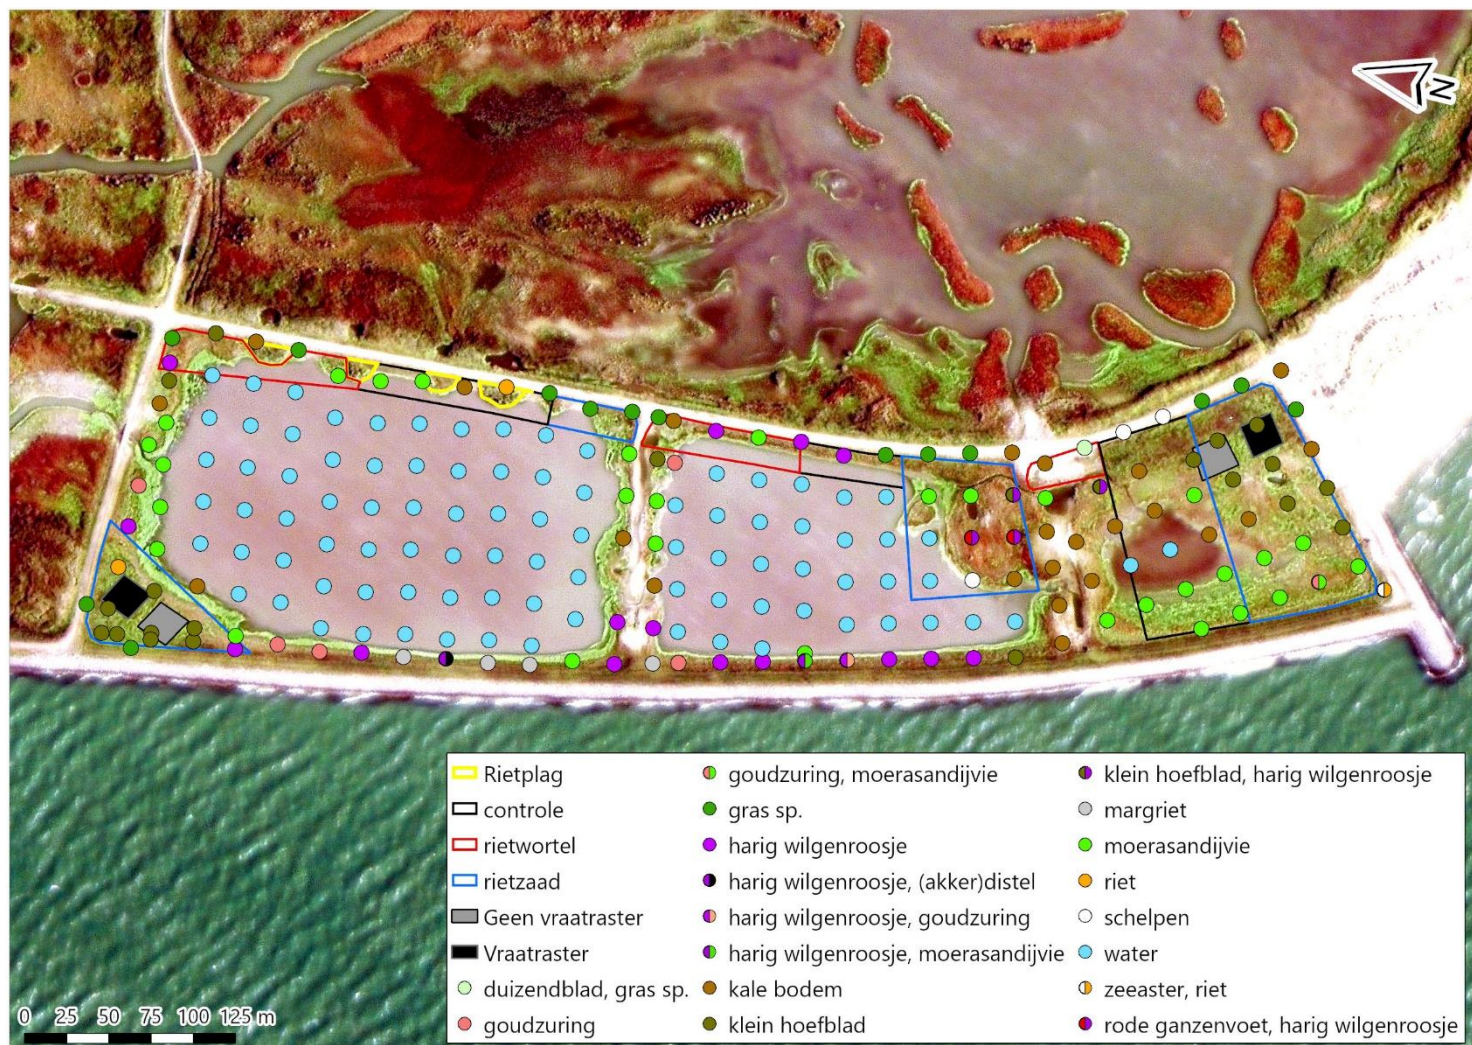 N
Rietplag
controle
rietwortel
rietzaad
Geen vraatraster
Vraatraster
duizendblad, gras sp.
goudzuring
goudzuring, moerasandijvie
gras sp.
harig wilgenroosje
harig wilgenroosje, (akker)distel
harig wilgenroosje, goudzuring
harig wilgenroosje, moerasandijvie
kale bodem
klein hoefblad
klein hoefblad, harig wilgenroosje
margriet
moerasandijvie
riet
schelpen
water
zeeaster, riet
rode ganzenvoet, harig wilgenroosje
0 25 50 75 100 125 m